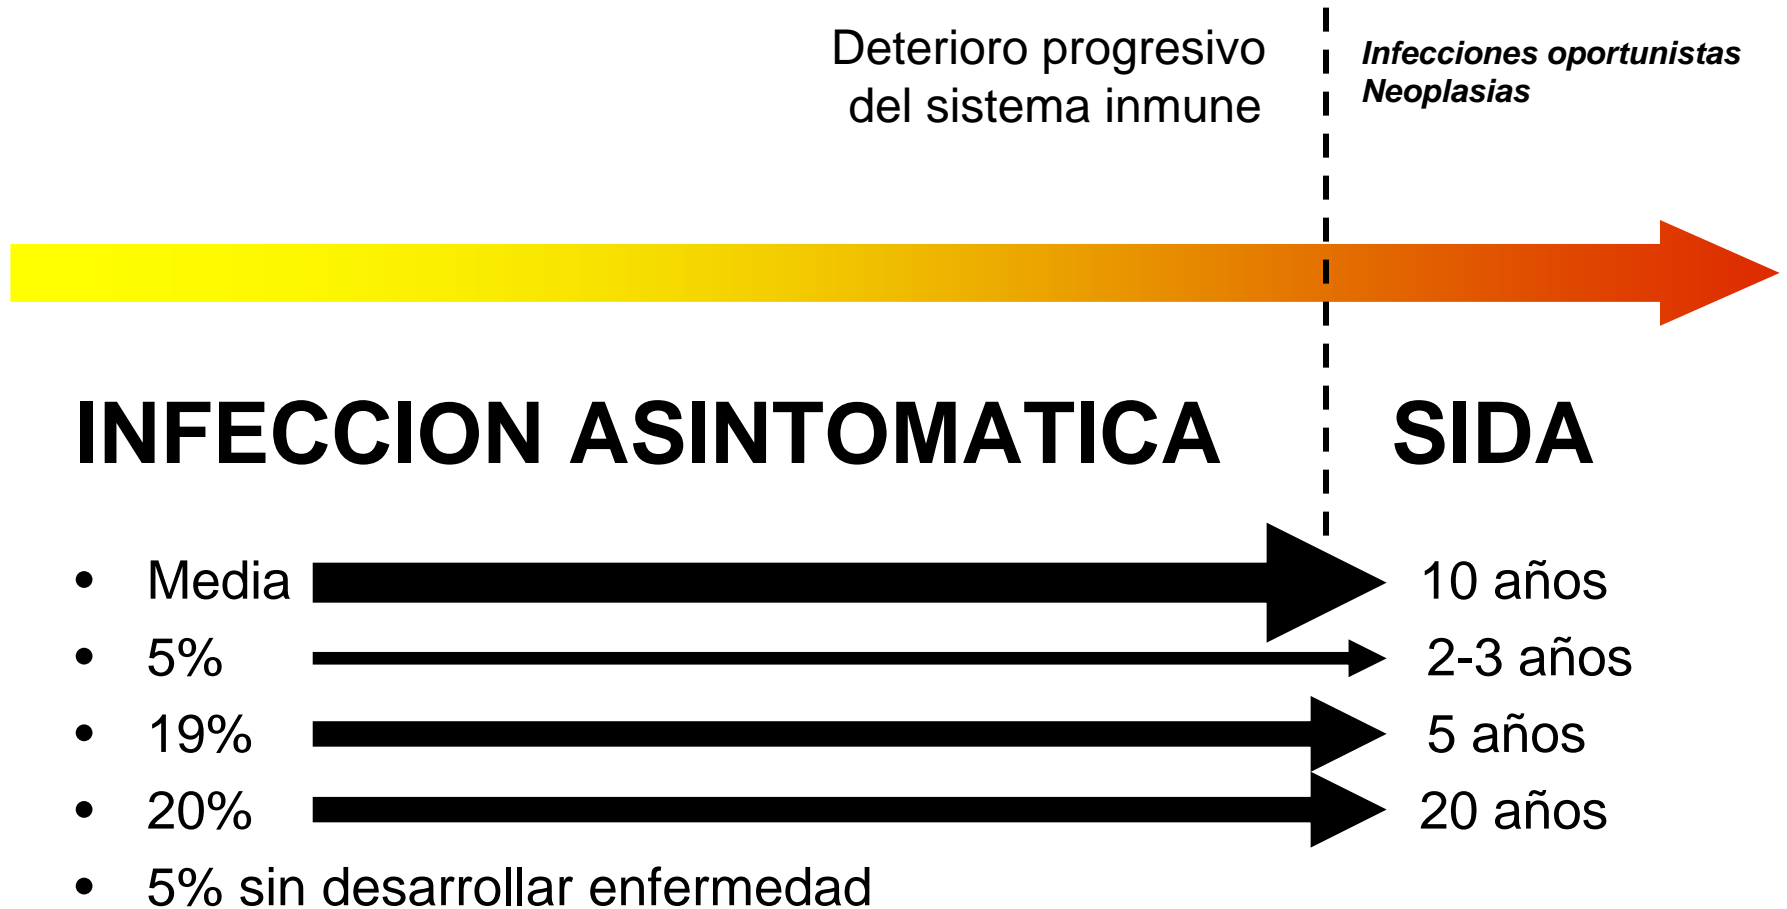 Deterioro progresivo
del sistema inmune
Infecciones oportunistas
Neoplasias
INFECCION ASINTOMATICA
SIDA
• Media 10 años
• 5% 2-3 años
• 19% 5 años
• 20% 20 años
• 5% sin desarrollar enfermedad